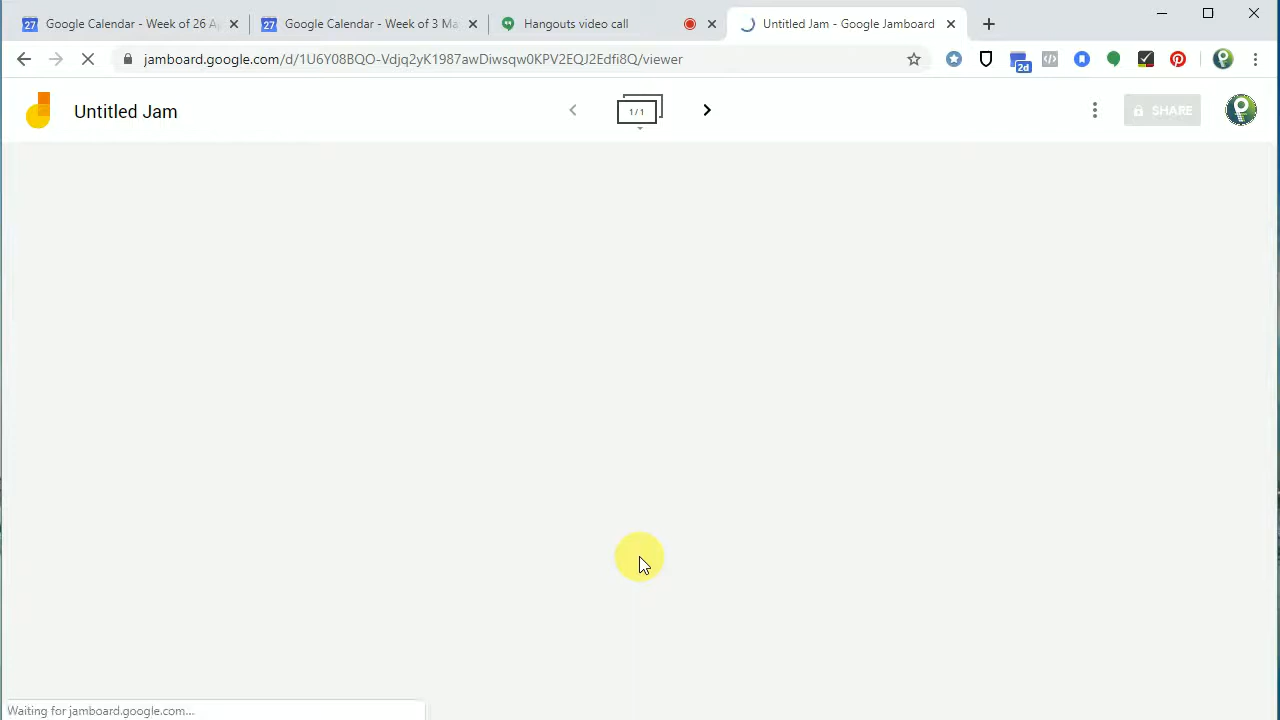 Google Calendar - Week of 26 A
Google Calendar - Week of 3 Ma
Hangouts video call
Untitled Jam - Google Jamboard
jamboard.google.com/d/1U6Y08BQO-Vdjq2yK1987awDiwsqw0KPV2EQJ2Edfi8Q/viewer
2d
Untitled Jam
1/1
SHARE
Waiting for jamboard.google.com...